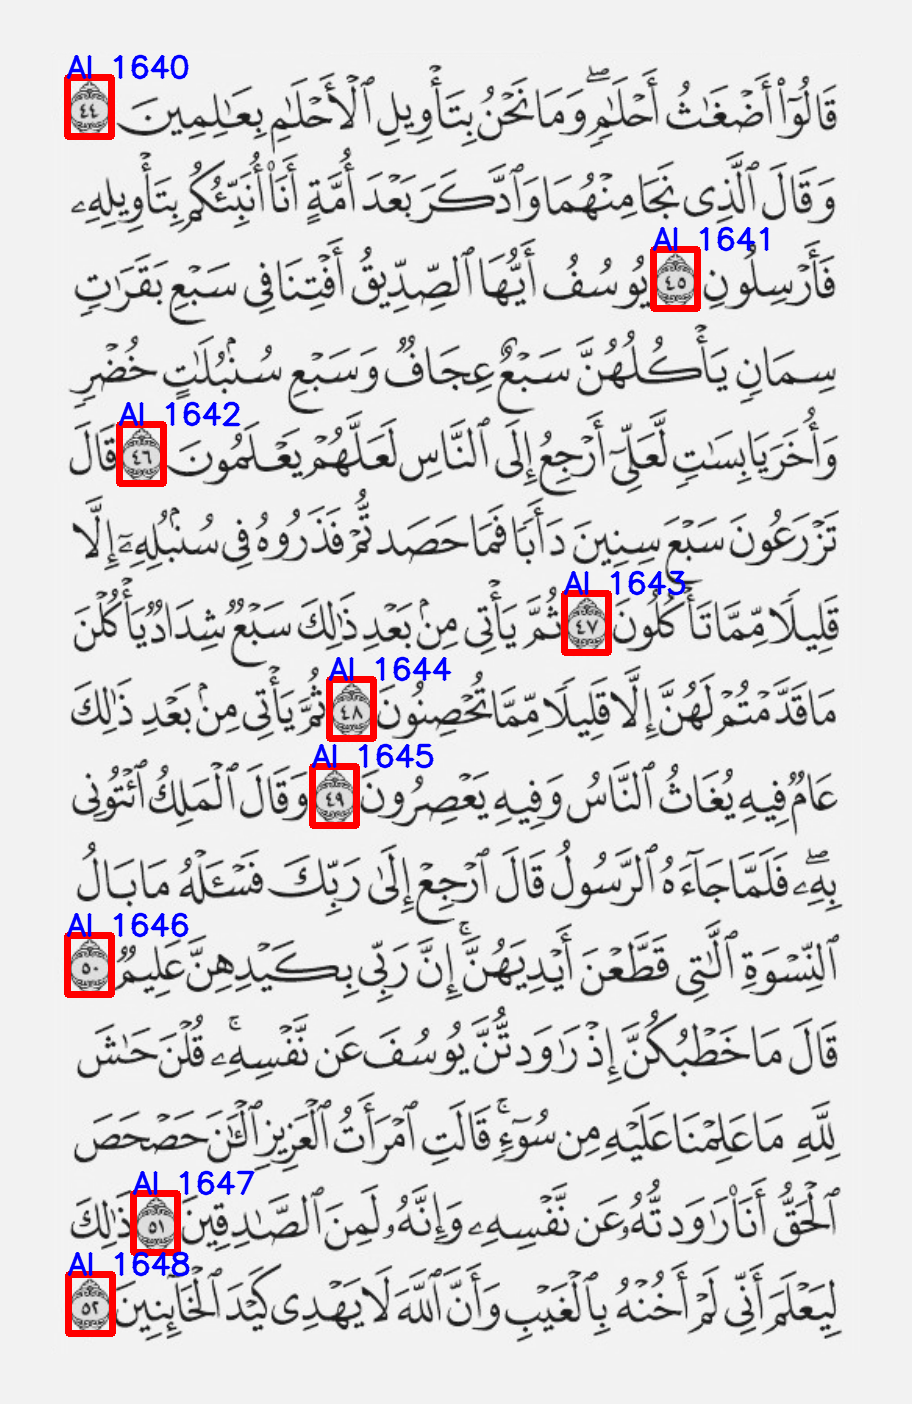 AI 1640
قَالُوٓا۟ أَضْغَٰثُ أَحْلَٰمٍ ۖ وَمَا نَحْنُ بِتَأْوِيلِ ٱلْأَحْلَٰمِ بِعَٰلِمِينَ ٤٤
وَقَالَ ٱلَّذِى نَجَا مِنْهُمَا وَٱدَّكَرَ بَعْدَ أُمَّةٍ أَنَا۠ أُنَبِّئُكُم بِتَأْوِيلِهِۦ
AI 1641
فَأَرْسِلُونِ ٤٥ يُوسُفُ أَيُّهَا ٱلصِّدِّيقُ أَفْتِنَا فِى سَبْعِ بَقَرَٰتٍ
سِمَانٍ يَأْكُلُهُنَّ سَبْعٌ عِجَافٌ وَسَبْعِ سُنۢبُلَٰتٍ خُضْرٍ
AI 1642
وَأُخَرَ يَابِسَٰتٍ لَّعَلِّىٓ أَرْجِعُ إِلَى ٱلنَّاسِ لَعَلَّهُمْ يَعْلَمُونَ ٤٦ قَالَ
تَزْرَعُونَ سَبْعَ سِنِينَ دَأَبًا فَمَا حَصَدتُّمْ فَذَرُوهُ فِى سُنۢبُلِهِۦٓ إِلَّا
AI 1643
قَلِيلًا مِّمَّا تَأْكُلُونَ ٤٧ ثُمَّ يَأْتِى مِنۢ بَعْدِ ذَٰلِكَ سَبْعٌ شِدَادٌ يَأْكُلْنَ
AI 1644
مَا قَدَّمْتُمْ لَهُنَّ إِلَّا قَلِيلًا مِّمَّا تُحْصِنُونَ ٤٨ ثُمَّ يَأْتِى مِنۢ بَعْدِ ذَٰلِكَ
AI 1645
عَامٌ فِيهِ يُغَاثُ ٱلنَّاسُ وَفِيهِ يَعْصِرُونَ ٤٩ وَقَالَ ٱلْمَلِكُ ٱئْتُونِى
بِهِۦ ۖ فَلَمَّا جَآءَهُ ٱلرَّسُولُ قَالَ ٱرْجِعْ إِلَىٰ رَبِّكَ فَسْـَٔلْهُ مَا بَالُ
AI 1646
ٱلنِّسْوَةِ ٱلَّٰتِى قَطَّعْنَ أَيْدِيَهُنَّ ۚ إِنَّ رَبِّى بِكَيْدِهِنَّ عَلِيمٌ ٥٠
قَالَ مَا خَطْبُكُنَّ إِذْ رَٰوَدتُّنَّ يُوسُفَ عَن نَّفْسِهِۦ ۚ قُلْنَ حَٰشَ
لِلَّهِ مَا عَلِمْنَا عَلَيْهِ مِن سُوٓءٍ ۚ قَالَتِ ٱمْرَأَتُ ٱلْعَزِيزِ ٱلْـَٰٔنَ حَصْحَصَ
AI 1647
ٱلْحَقُّ أَنَا۠ رَٰوَدتُّهُۥ عَن نَّفْسِهِۦ وَإِنَّهُۥ لَمِنَ ٱلصَّٰدِقِينَ ٥١ ذَٰلِكَ
AI 1648
لِيَعْلَمَ أَنِّى لَمْ أَخُنْهُ بِٱلْغَيْبِ وَأَنَّ ٱللَّهَ لَا يَهْدِى كَيْدَ ٱلْخَآئِنِينَ ٥٢